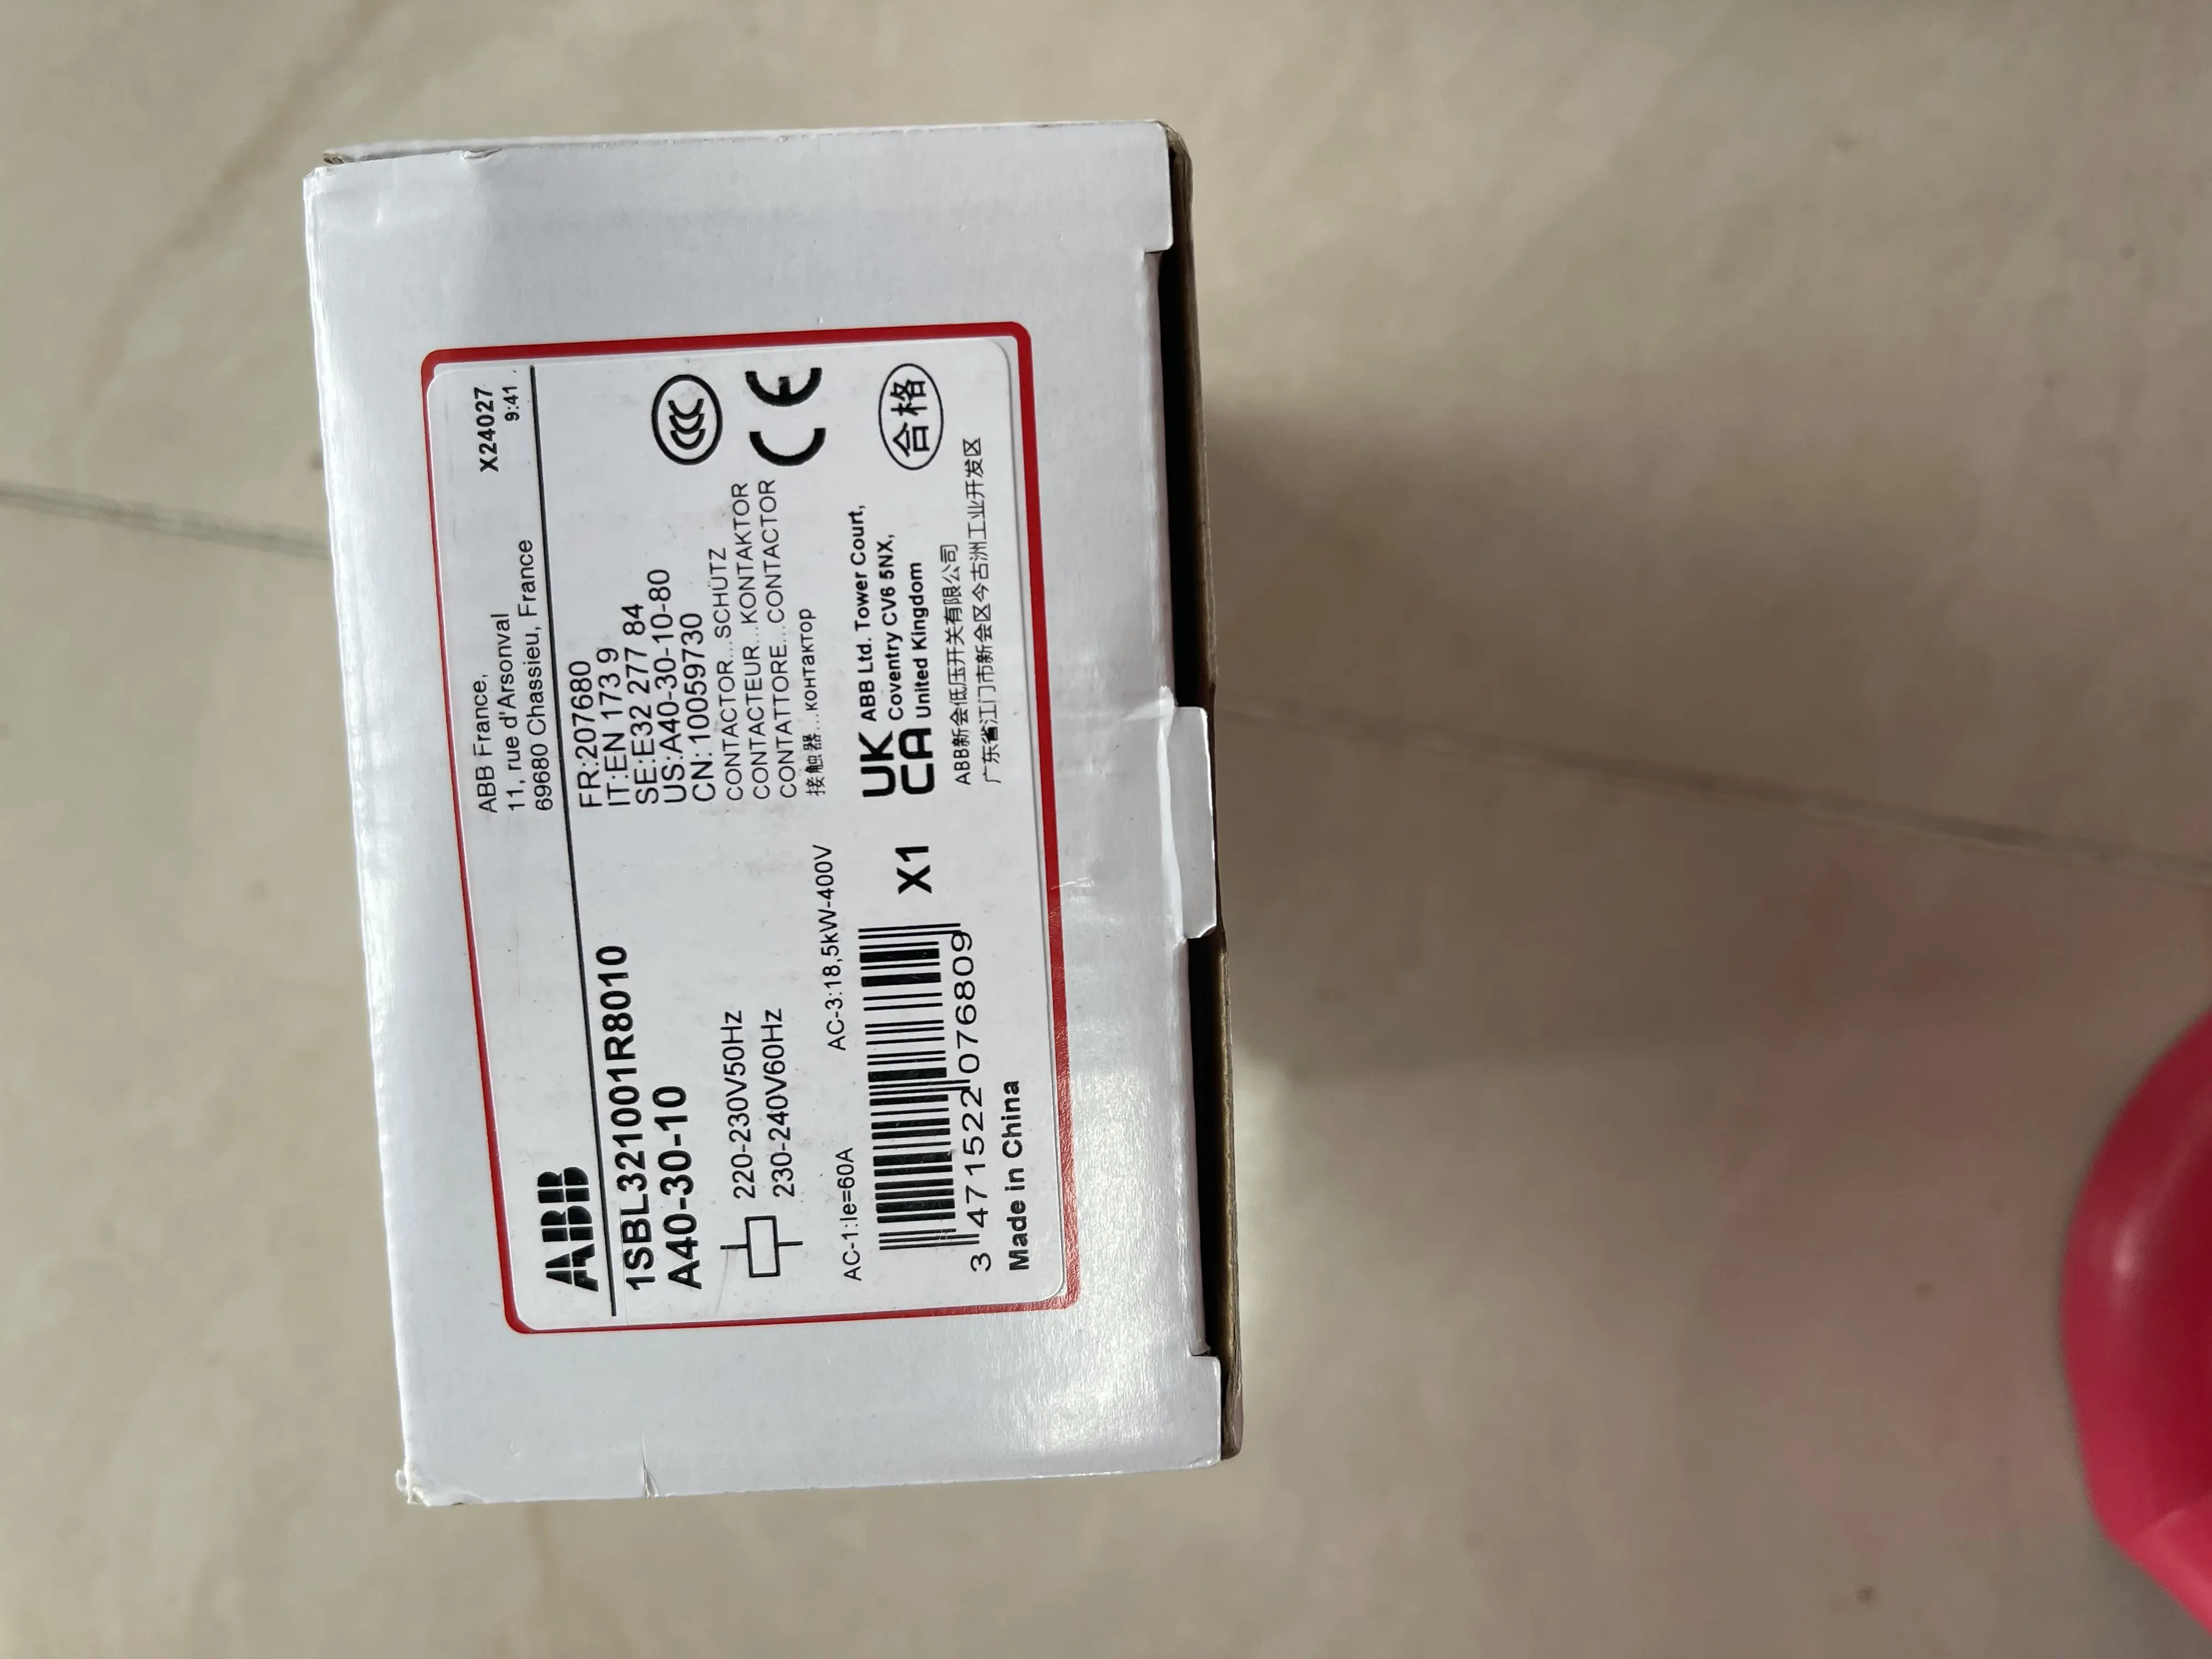 ABB
ABB France,
11, rue d'Arsonval
69680 Chassieu, France
X24027
9:41
1SBL321001R8010
A40-30-10
220-230V50Hz
230-240V60Hz
AC-1:Ie=60A
AC-3:18,5kW-400V
FR:207680
IT:EN 173 9
SE:E32 277 84
US:A40-30-10-80
CN:10059730
CONTACTOR...SCHÜTZ
CONTACTEUR...KONTAKTOR
CONTATTORE...CONTACTOR
接触器...контактор
CCC
CE
3 471522 076809
X1
Made in China
UK
CA
ABB Ltd. Tower Court,
Coventry CV6 5NX,
United Kingdom
合格
ABB新会低压开关有限公司
广东省江门市新会区今古洲工业开发区